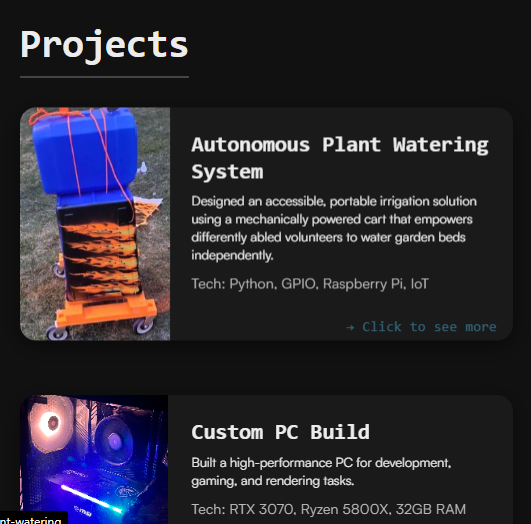 Projects
Autonomous Plant Watering
System
Designed an accessible, portable irrigation solution
using a mechanically powered cart that empowers
differently abled volunteers to water garden beds
independently.
Tech: Python, GPIO, Raspberry Pi, IoT
→ Click to see more
Custom PC Build
Built a high-performance PC for development,
gaming, and rendering tasks.
Tech: RTX 3070, Ryzen 5800X, 32GB RAM
nt-watering